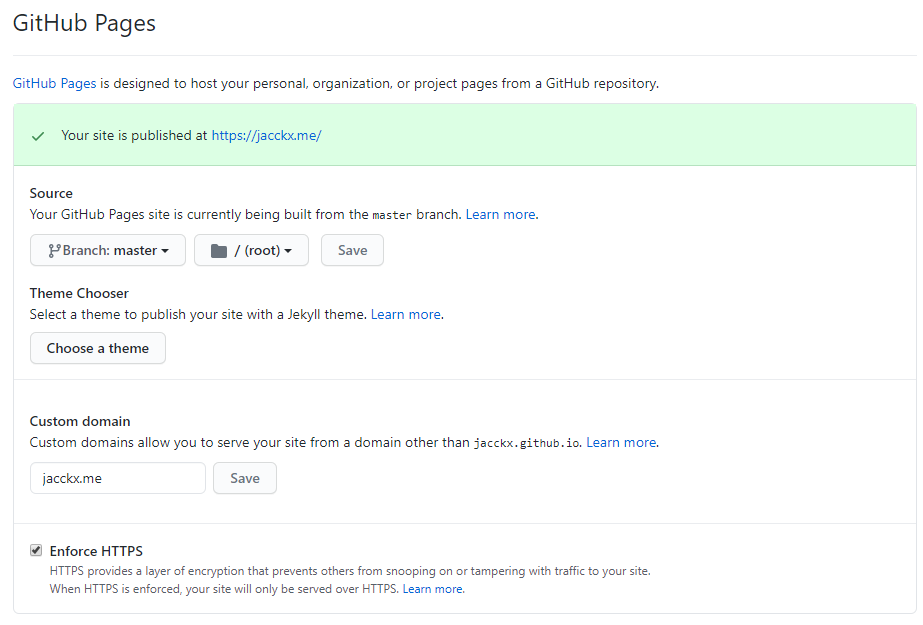 GitHub Pages
GitHub Pages is designed to host your personal, organization, or project pages from a GitHub repository.
Your site is published at https://jacckx.me/
Source
Your GitHub Pages site is currently being built from the master branch. Learn more.
Branch: master / (root) Save
Theme Chooser
Select a theme to publish your site with a Jekyll theme. Learn more.
Choose a theme
Custom domain
Custom domains allow you to serve your site from a domain other than jacckx.github.io. Learn more.
jacckx.me Save
Enforce HTTPS
HTTPS provides a layer of encryption that prevents others from snooping on or tampering with traffic to your site.
When HTTPS is enforced, your site will only be served over HTTPS. Learn more.